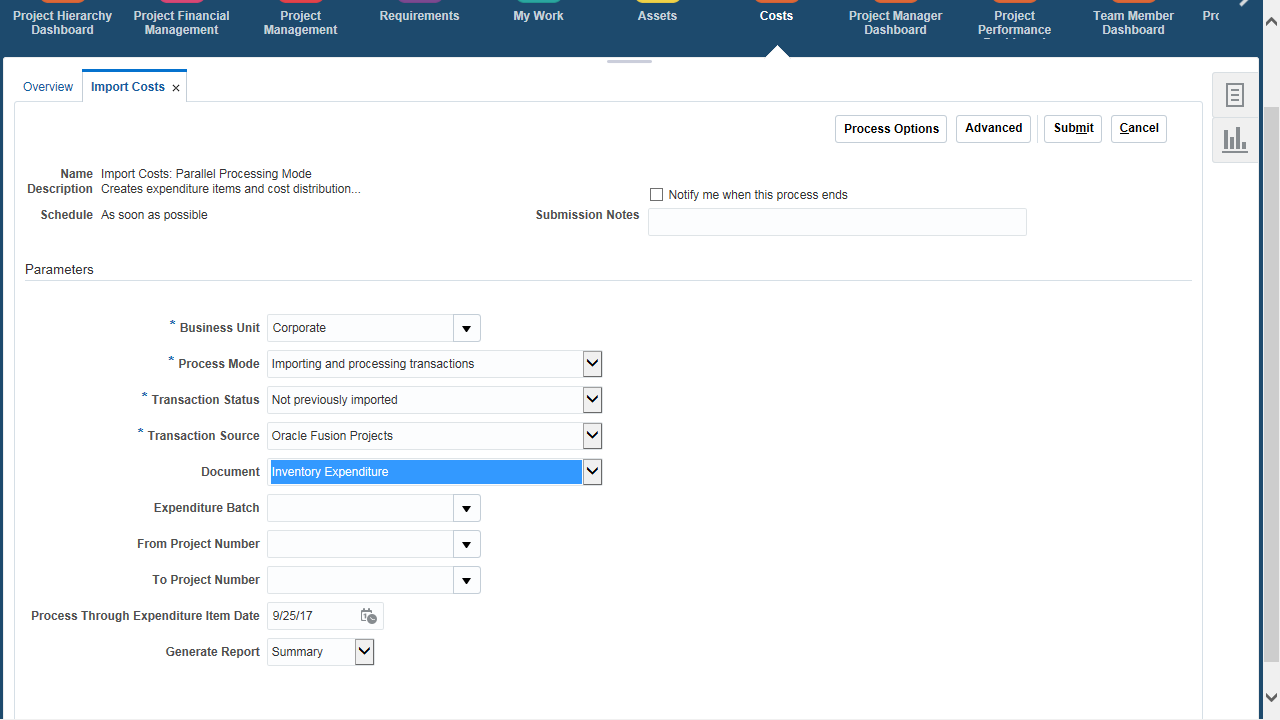 Project Hierarchy Dashboard
Project Financial Management
Project Management
Requirements
My Work
Assets
Costs
Project Manager Dashboard
Project Performance
Team Member Dashboard
Overview
Import Costs
Process Options
Advanced
Submit
Cancel
Name Import Costs: Parallel Processing Mode
Description Creates expenditure items and cost distribution...
Notify me when this process ends
Schedule As soon as possible
Submission Notes
Parameters
* Business Unit Corporate
* Process Mode Importing and processing transactions
* Transaction Status Not previously imported
* Transaction Source Oracle Fusion Projects
Document Inventory Expenditure
Expenditure Batch
From Project Number
To Project Number
Process Through Expenditure Item Date 9/25/17
Generate Report Summary